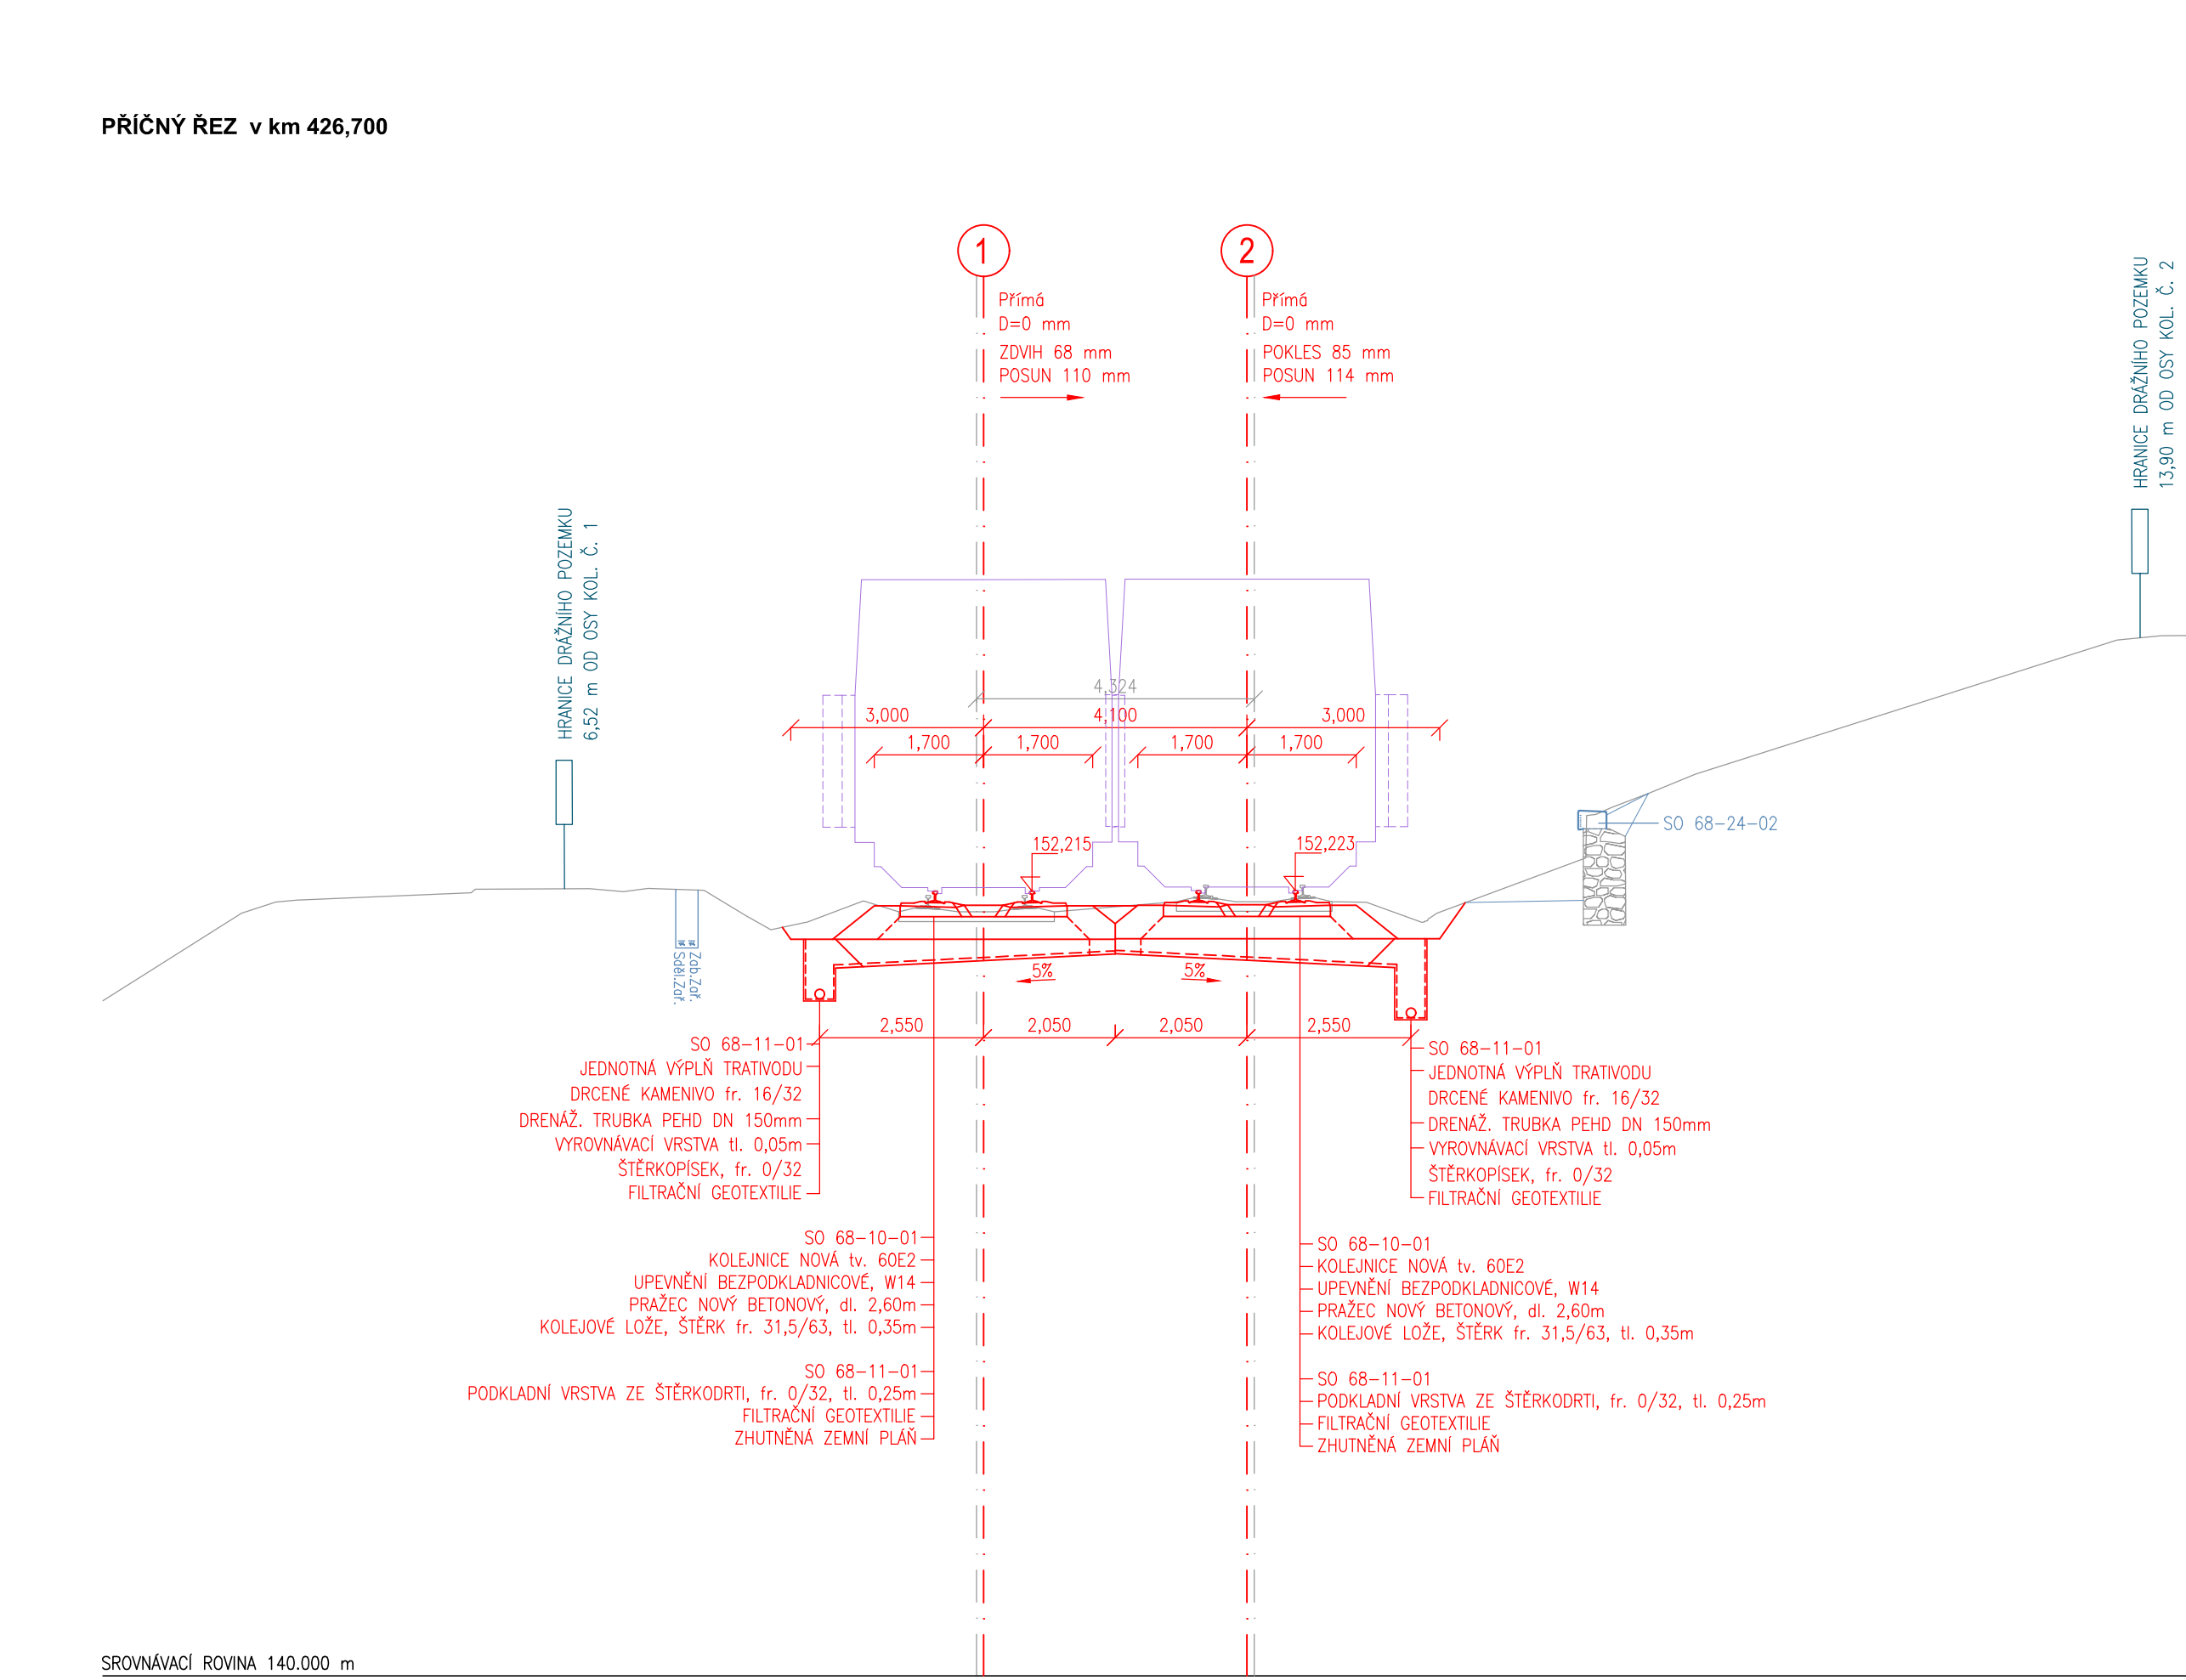 PŘÍČNÝ ŘEZ v km 426,700
1
2
Přímá
D=0 mm
ZDVIH 68 mm
POSUN 110 mm
Přímá
D=0 mm
POKLES 85 mm
POSUN 114 mm
HRANICE DRÁŽNÍHO POZEMKU
13,90 m OD OSY KOL. Č. 2
HRANICE DRÁŽNÍHO POZEMKU
6,52 m OD OSY KOL. Č. 1
4,324
3,000
4,100
3,000
1,700
1,700
1,700
1,700
152,215
152,223
SO 68-24-02
Zab.Zař.
Sděl.Zař.
5%
5%
2,550
2,050
2,050
2,550
SO 68-11-01
JEDNOTNÁ VÝPLŇ TRATIVODU
DRCENÉ KAMENIVO fr. 16/32
DRENÁŽ. TRUBKA PEHD DN 150mm
VYROVNÁVACÍ VRSTVA tl. 0,05m
ŠTĚRKOPÍSEK, fr. 0/32
FILTRAČNÍ GEOTEXTILIE
SO 68-11-01
JEDNOTNÁ VÝPLŇ TRATIVODU
DRCENÉ KAMENIVO fr. 16/32
DRENÁŽ. TRUBKA PEHD DN 150mm
VYROVNÁVACÍ VRSTVA tl. 0,05m
ŠTĚRKOPÍSEK, fr. 0/32
FILTRAČNÍ GEOTEXTILIE
SO 68-10-01
KOLEJNICE NOVÁ tv. 60E2
UPEVNĚNÍ BEZPODKLADNICOVÉ, W14
PRAŽEC NOVÝ BETONOVÝ, dl. 2,60m
KOLEJOVÉ LOŽE, ŠTĚRK fr. 31,5/63, tl. 0,35m
SO 68-11-01
PODKLADNÍ VRSTVA ZE ŠTĚRKODRTI, fr. 0/32, tl. 0,25m
FILTRAČNÍ GEOTEXTILIE
ZHUTNĚNÁ ZEMNÍ PLÁŇ
SO 68-10-01
KOLEJNICE NOVÁ tv. 60E2
UPEVNĚNÍ BEZPODKLADNICOVÉ, W14
PRAŽEC NOVÝ BETONOVÝ, dl. 2,60m
KOLEJOVÉ LOŽE, ŠTĚRK fr. 31,5/63, tl. 0,35m
SO 68-11-01
PODKLADNÍ VRSTVA ZE ŠTĚRKODRTI, fr. 0/32, tl. 0,25m
FILTRAČNÍ GEOTEXTILIE
ZHUTNĚNÁ ZEMNÍ PLÁŇ
SROVNÁVACÍ ROVINA 140.000 m